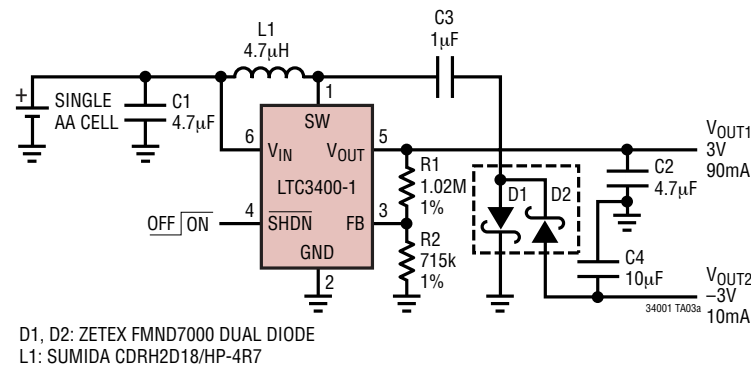 C3
1µF
L1
4.7µH
+
SINGLE
AA CELL
C1
4.7µF
1
SW
6
VIN
VOUT
5
LTC3400-1
R1
1.02M
1%
OFF ON
4
SHDN
FB
3
GND
2
R2
715k
1%
D1
D2
VOUT1
3V
90mA
C2
4.7µF
C4
10µF
VOUT2
–3V
10mA
34001 TA03a
D1, D2: ZETEX FMND7000 DUAL DIODE
L1: SUMIDA CDRH2D18/HP-4R7